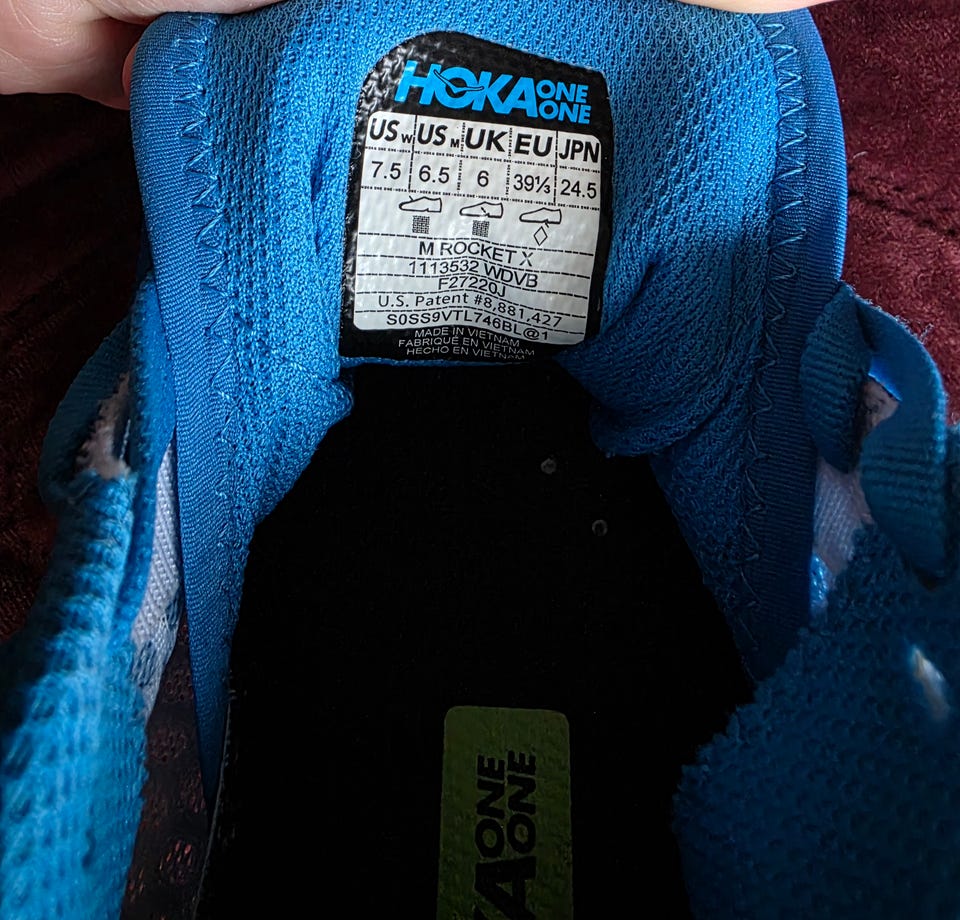 HOKA ONE ONE
US W US M UK EU JPN
7.5 6.5 6 39⅓ 24.5
M ROCKET X
1113532 WDVB
F27220J
U.S. Patent #8,881,427
S0SS9VTL746BL@1
MADE IN VIETNAM
FABRIQUÉ EN VIETNAM
HECHO EN VIETNAM
ONE
ONE